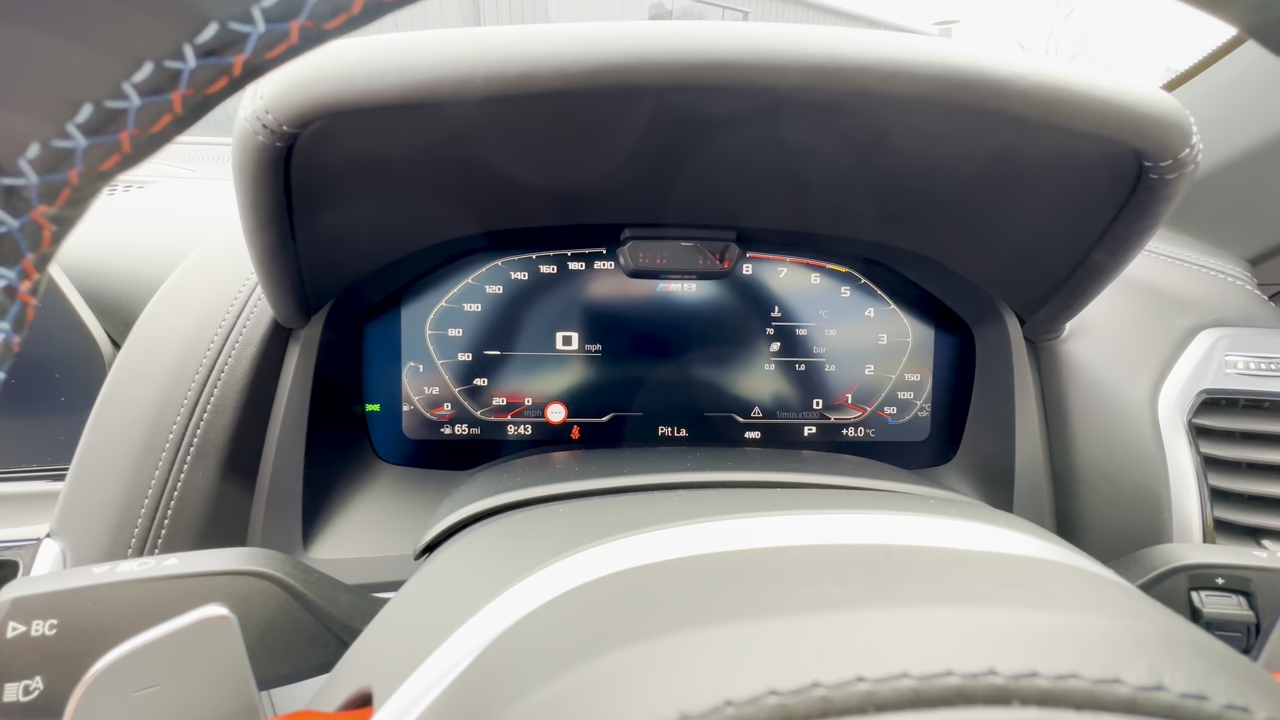 200
180
160
140
120
100
80
60
40
20
0
mph
0 mph
M8
8
7
6
5
4
3
2
1
0
1/min x1000
°C
70 100 130
bar
0.0 1.0 2.0
1
1/2
0
150
100
50
°C
65 mi
9:43
Pit La.
4WD
P
+8.0 °C
BC
A
+